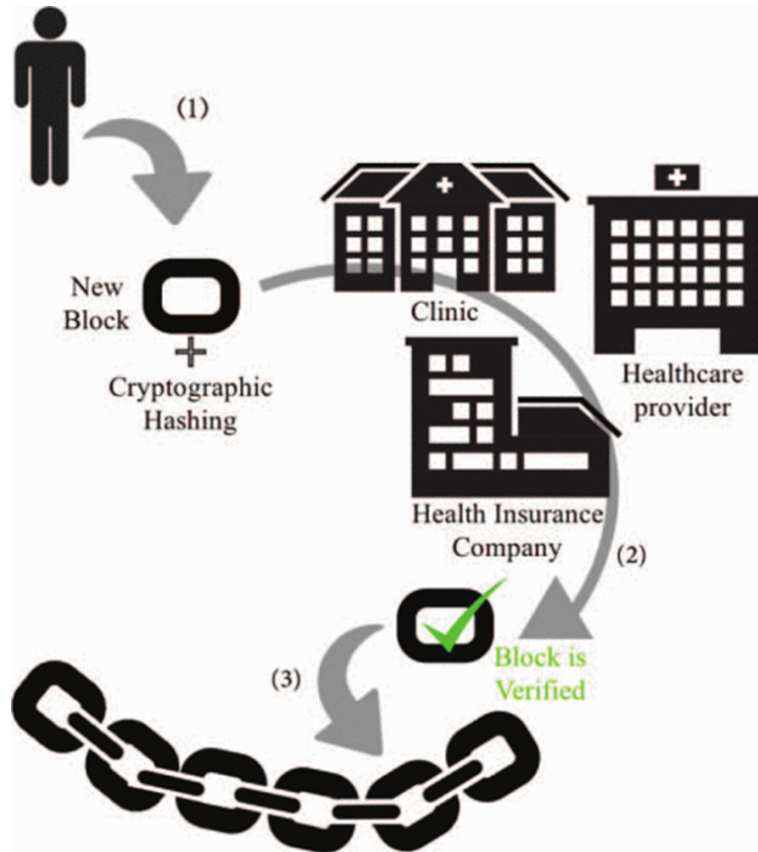 (1)
New
Block
Cryptographic
Hashing
Clinic
Healthcare
provider
Health Insurance
Company
(2)
Block is
Verified
(3)